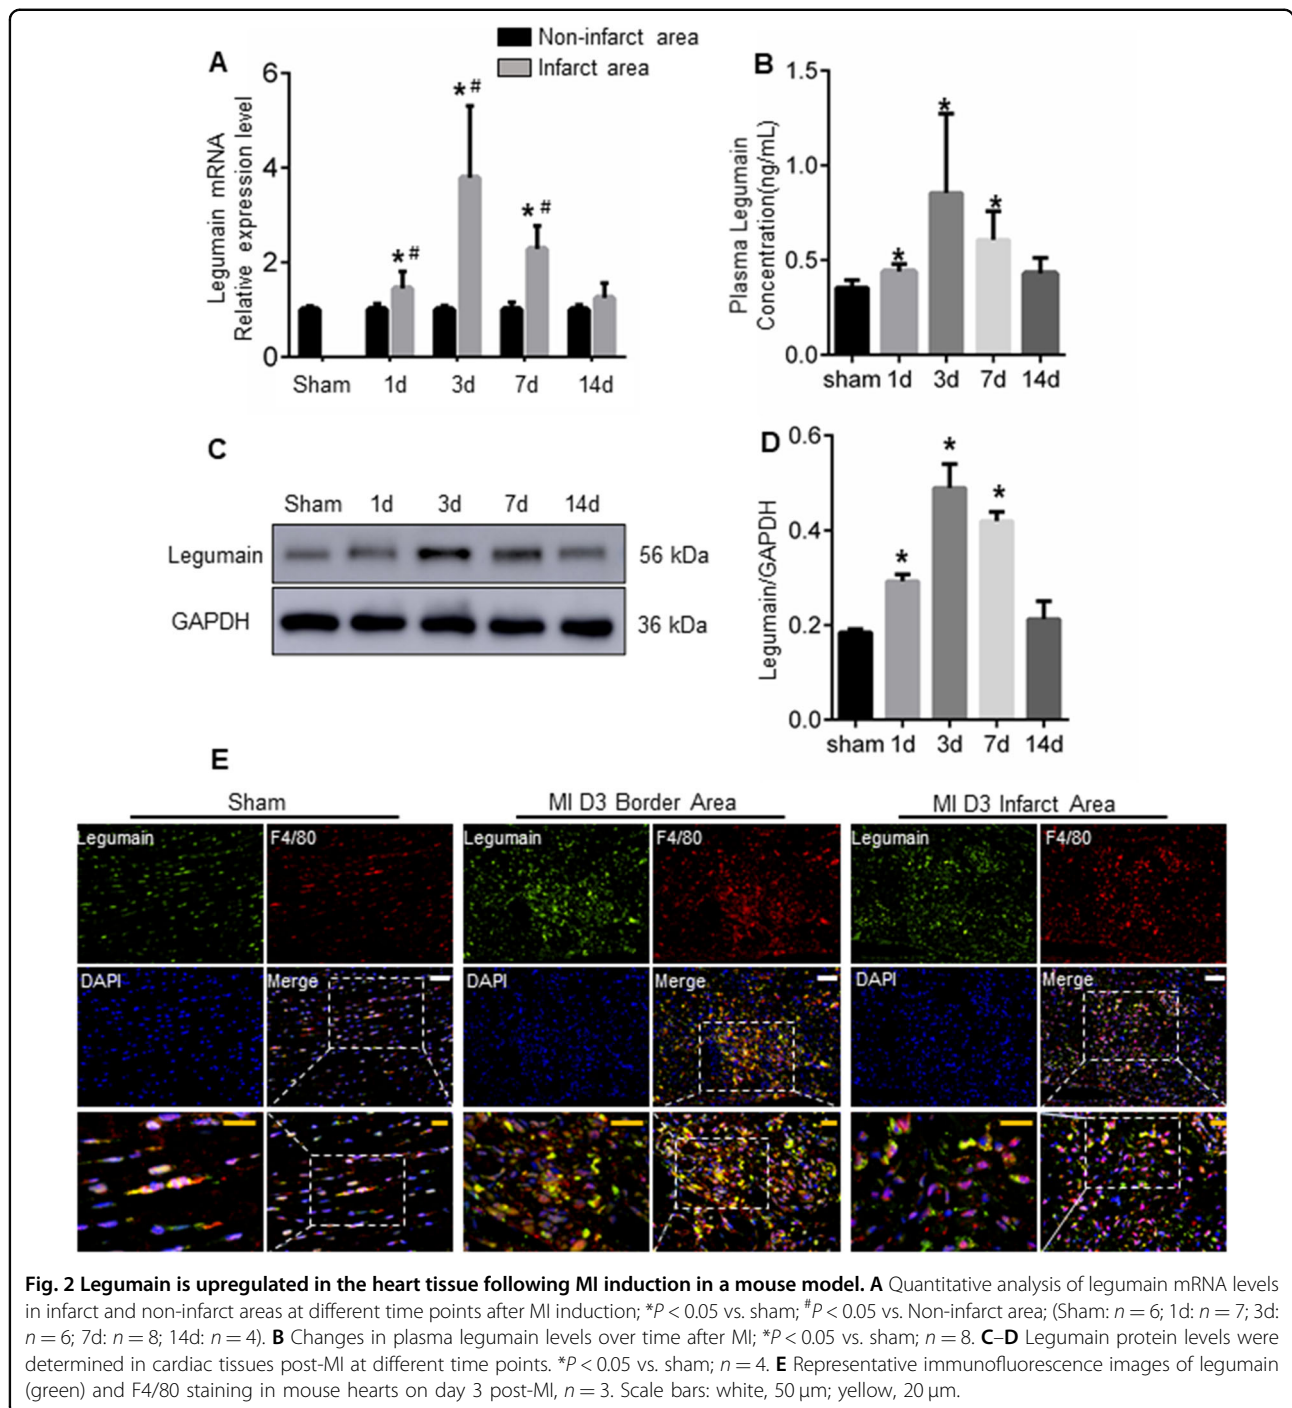 Non-infarct area
Infarct area
A
Legumain mRNA
Relative expression level
6
4
2
0
*#
*#
*#
Sham 1d 3d 7d 14d
B
Plasma Legumain
Concentration(ng/mL)
1.5
1.0
0.5
0.0
*
*
*
sham 1d 3d 7d 14d
C
Sham 1d 3d 7d 14d
Legumain 56 kDa
GAPDH 36 kDa
D
Legumain/GAPDH
0.6
0.4
0.2
0.0
*
*
*
sham 1d 3d 7d 14d
E
Sham MI D3 Border Area MI D3 Infarct Area
Legumain F4/80 Legumain F4/80 Legumain F4/80
DAPI Merge DAPI Merge DAPI Merge
Fig. 2 Legumain is upregulated in the heart tissue following MI induction in a mouse model. A Quantitative analysis of legumain mRNA levels
in infarct and non-infarct areas at different time points after MI induction; *P < 0.05 vs. sham; #P < 0.05 vs. Non-infarct area; (Sham: n = 6; 1d: n = 7; 3d:
n = 6; 7d: n = 8; 14d: n = 4). B Changes in plasma legumain levels over time after MI; *P < 0.05 vs. sham; n = 8. C–D Legumain protein levels were
determined in cardiac tissues post-MI at different time points. *P < 0.05 vs. sham; n = 4. E Representative immunofluorescence images of legumain
(green) and F4/80 staining in mouse hearts on day 3 post-MI, n = 3. Scale bars: white, 50 μm; yellow, 20 μm.